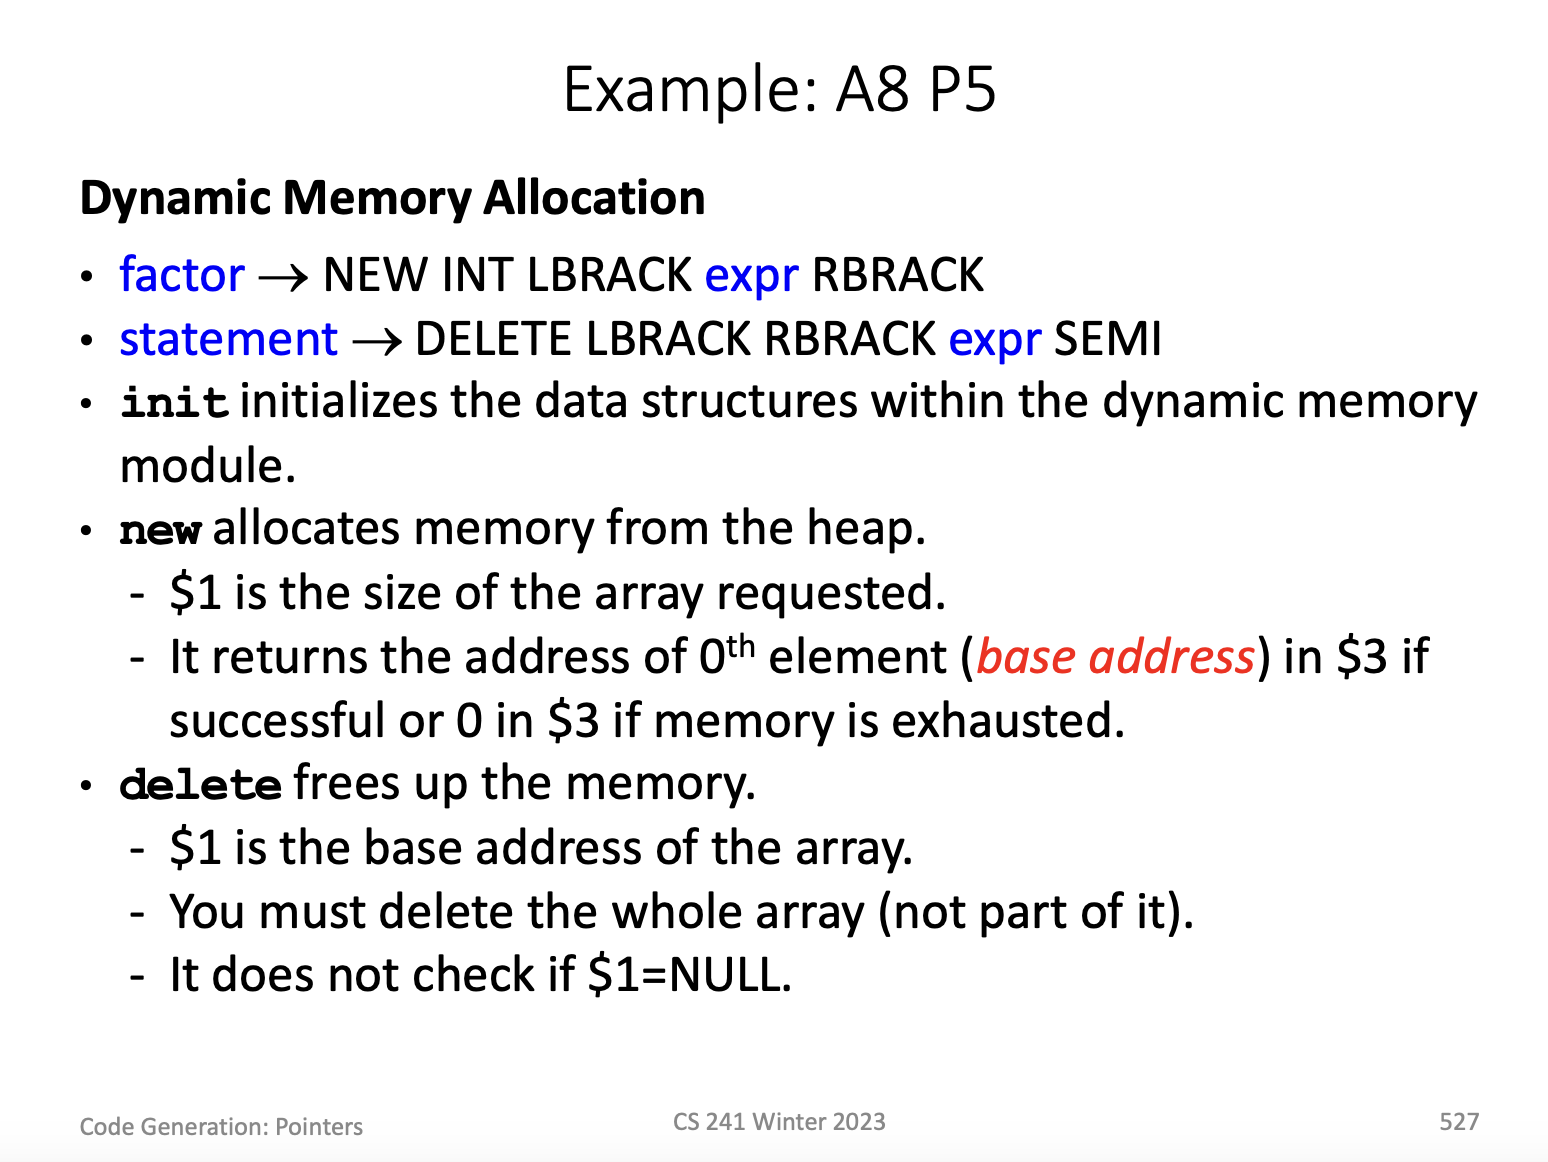 Example: A8 P5
Dynamic Memory Allocation
• factor → NEW INT LBRACK expr RBRACK
• statement → DELETE LBRACK RBRACK expr SEMI
• init initializes the data structures within the dynamic memory
module.
• new allocates memory from the heap.
- $1 is the size of the array requested.
- It returns the address of 0th element (base address) in $3 if
successful or 0 in $3 if memory is exhausted.
• delete frees up the memory.
- $1 is the base address of the array.
- You must delete the whole array (not part of it).
- It does not check if $1=NULL.
Code Generation: Pointers
CS 241 Winter 2023
527